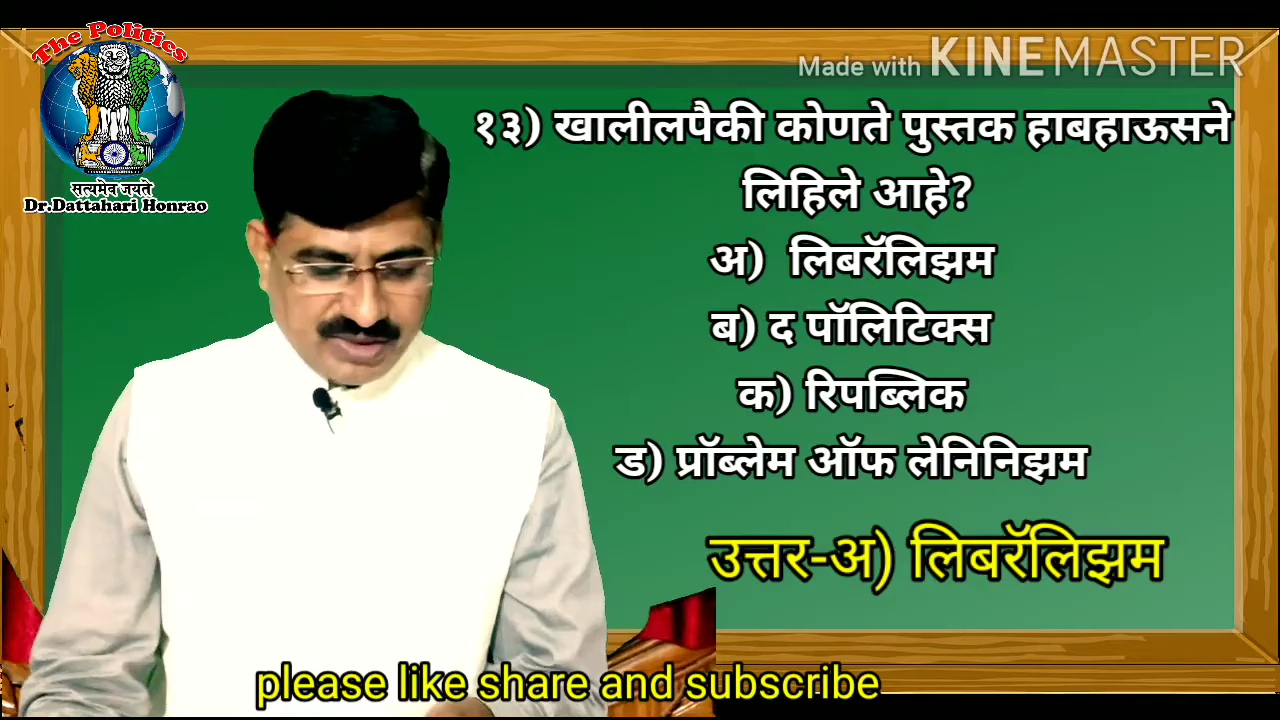 The Politics
सत्यमेव जयते
Dr.Dattahari Honrao
Made with KINEMASTER
१३) खालीलपैकी कोणते पुस्तक हाबहाऊसने
लिहिले आहे?
अ) लिबरॅलिझम
ब) द पॉलिटिक्स
क) रिपब्लिक
ड) प्रॉब्लेम ऑफ लेनिनिझम
उत्तर-अ) लिबरॅलिझम
please like share and subscribe